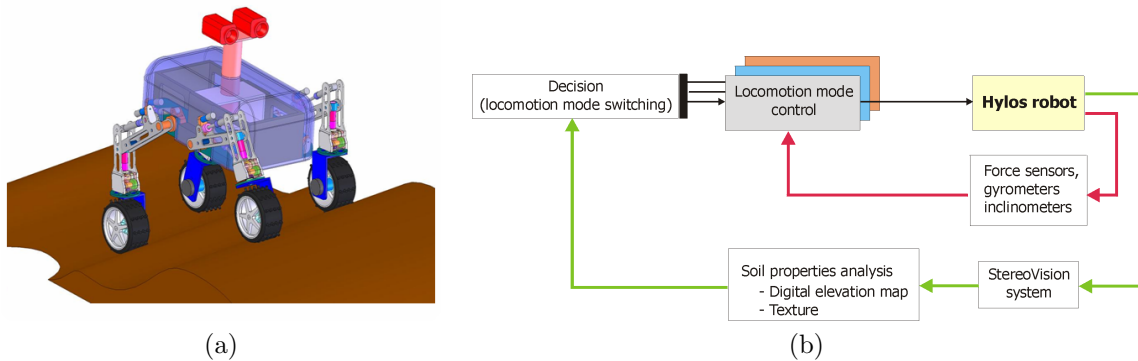 Decision
(locomotion mode switching)
Locomotion mode
control
Hylos robot
Force sensors,
gyrometers
inclinometers
Soil properties analysis
- Digital elevation map
- Texture
StereoVision
system
(a)
(b)